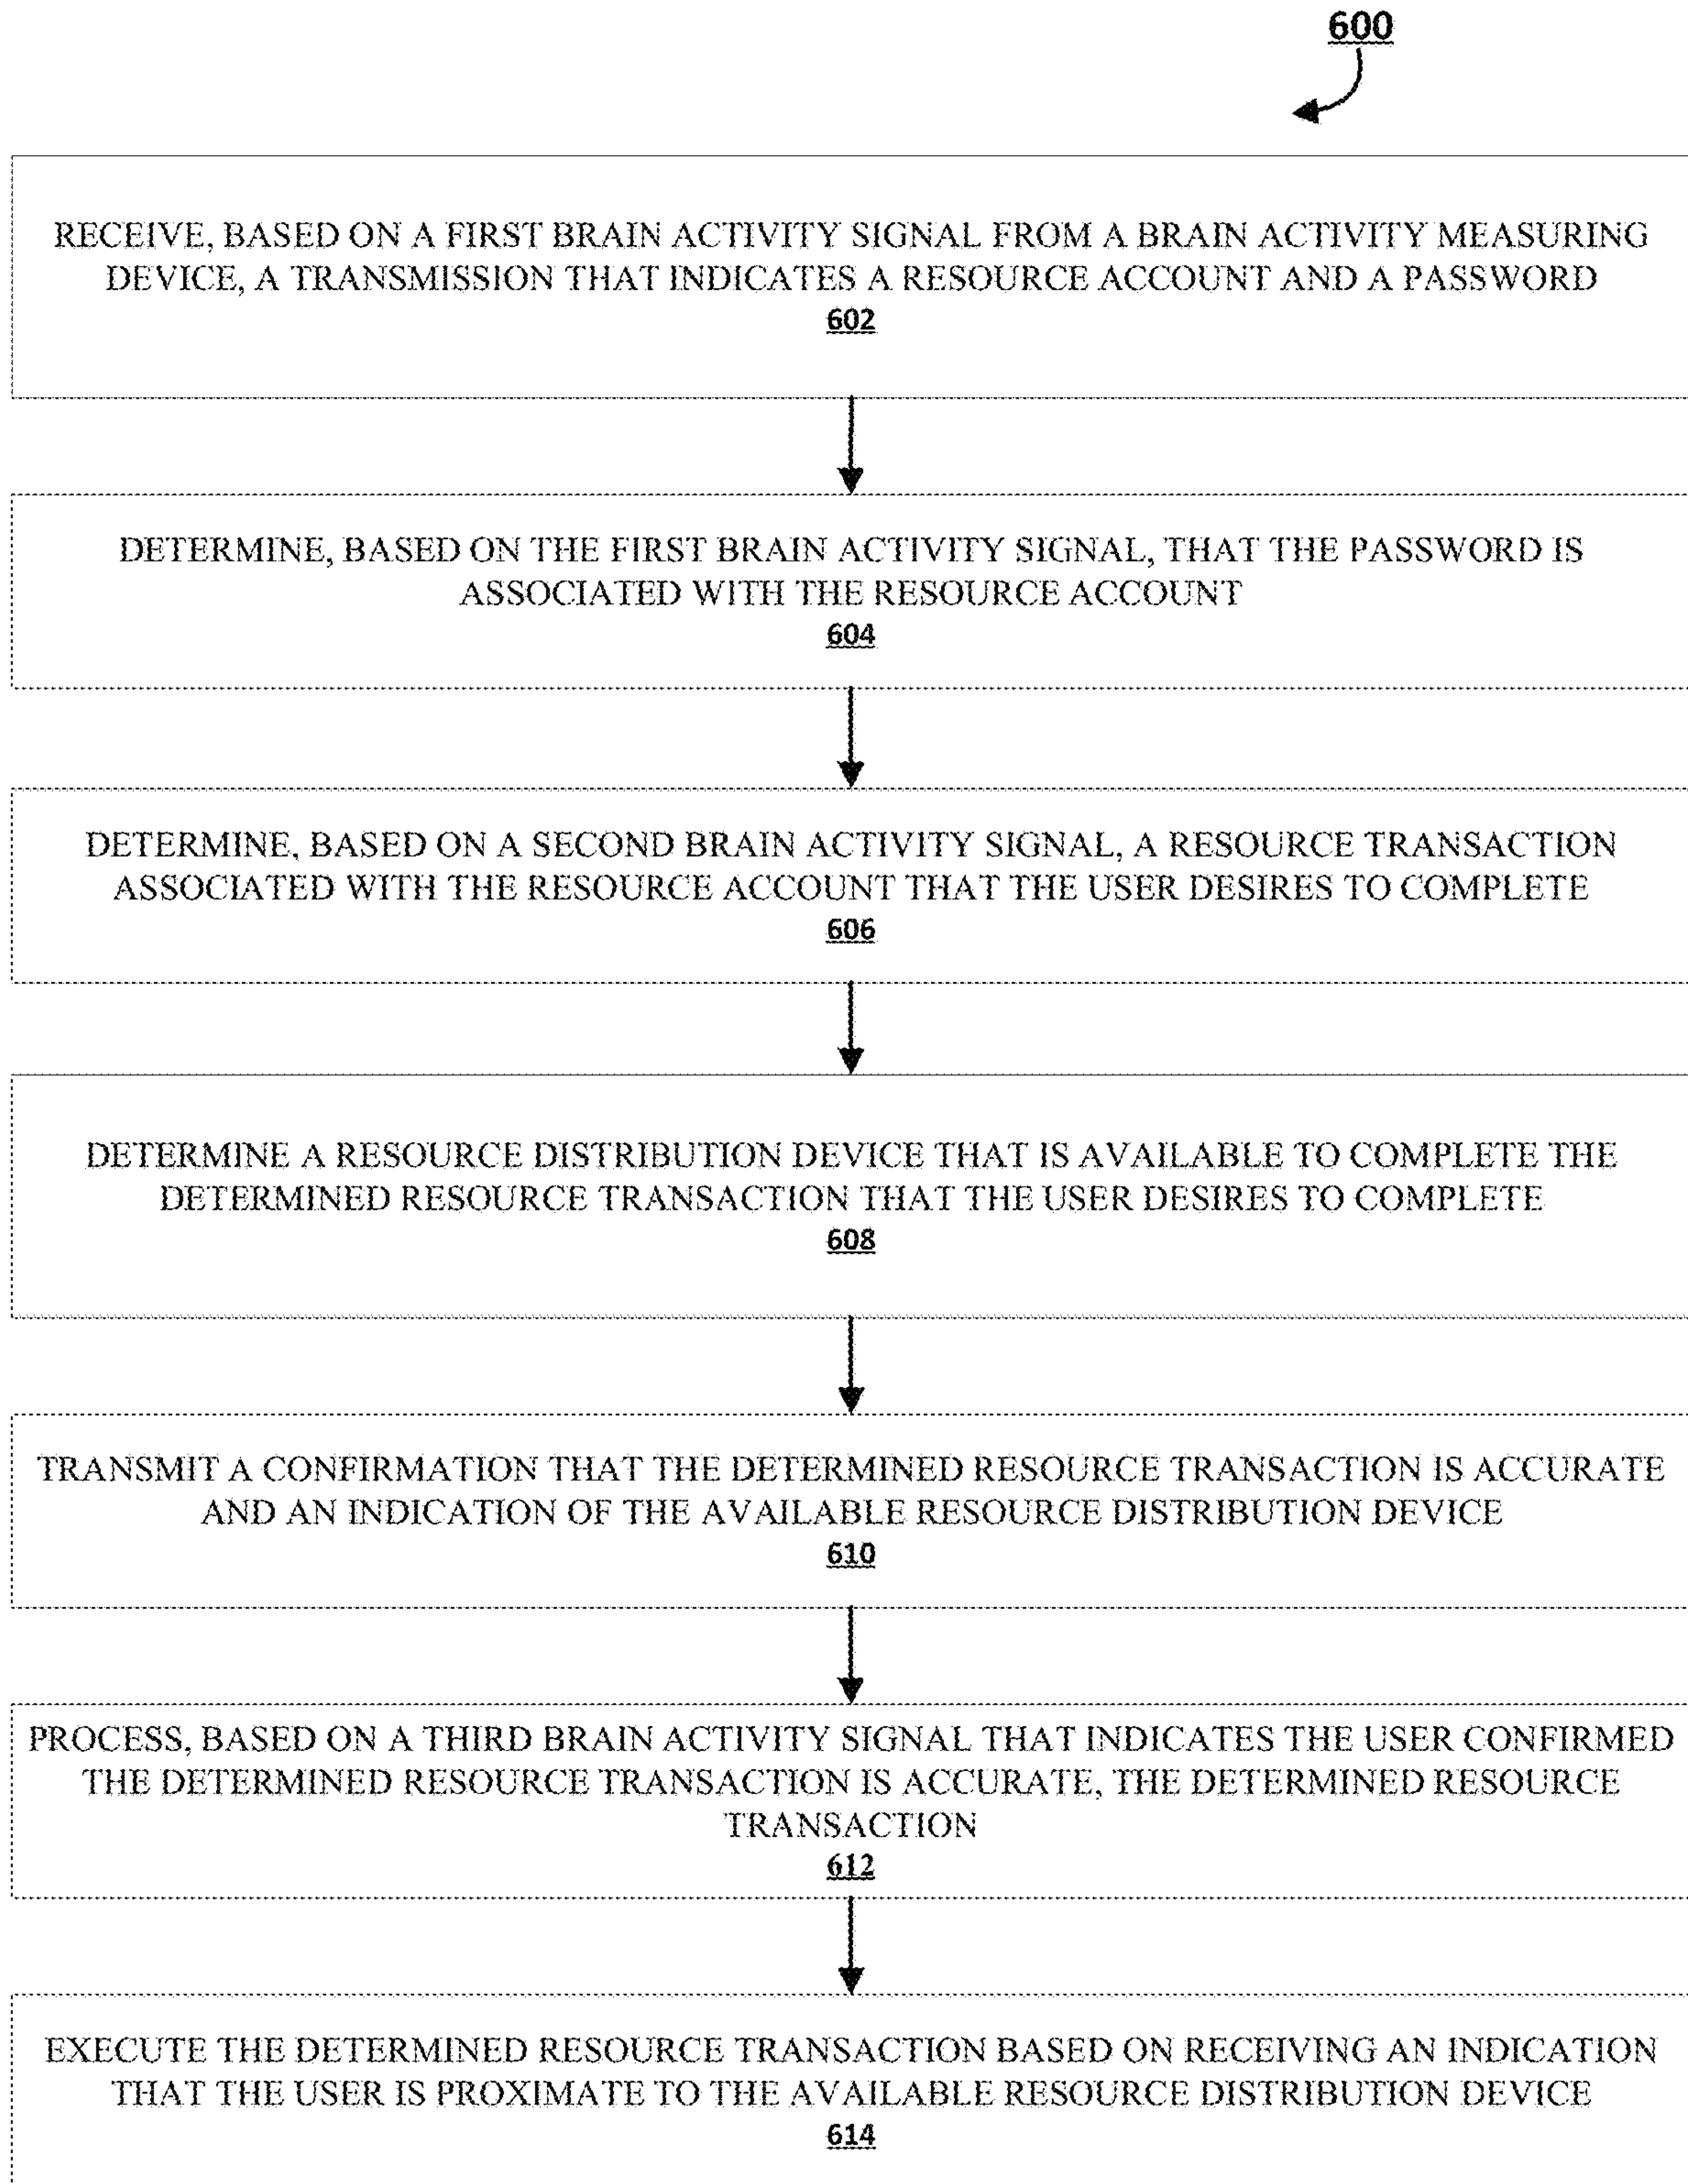 600
RECEIVE, BASED ON A FIRST BRAIN ACTIVITY SIGNAL FROM A BRAIN ACTIVITY MEASURING
DEVICE, A TRANSMISSION THAT INDICATES A RESOURCE ACCOUNT AND A PASSWORD
602
DETERMINE, BASED ON THE FIRST BRAIN ACTIVITY SIGNAL, THAT THE PASSWORD IS
ASSOCIATED WITH THE RESOURCE ACCOUNT
604
DETERMINE, BASED ON A SECOND BRAIN ACTIVITY SIGNAL, A RESOURCE TRANSACTION
ASSOCIATED WITH THE RESOURCE ACCOUNT THAT THE USER DESIRES TO COMPLETE
606
DETERMINE A RESOURCE DISTRIBUTION DEVICE THAT IS AVAILABLE TO COMPLETE THE
DETERMINED RESOURCE TRANSACTION THAT THE USER DESIRES TO COMPLETE
608
TRANSMIT A CONFIRMATION THAT THE DETERMINED RESOURCE TRANSACTION IS ACCURATE
AND AN INDICATION OF THE AVAILABLE RESOURCE DISTRIBUTION DEVICE
610
PROCESS, BASED ON A THIRD BRAIN ACTIVITY SIGNAL THAT INDICATES THE USER CONFIRMED
THE DETERMINED RESOURCE TRANSACTION IS ACCURATE, THE DETERMINED RESOURCE
TRANSACTION
612
EXECUTE THE DETERMINED RESOURCE TRANSACTION BASED ON RECEIVING AN INDICATION
THAT THE USER IS PROXIMATE TO THE AVAILABLE RESOURCE DISTRIBUTION DEVICE
614